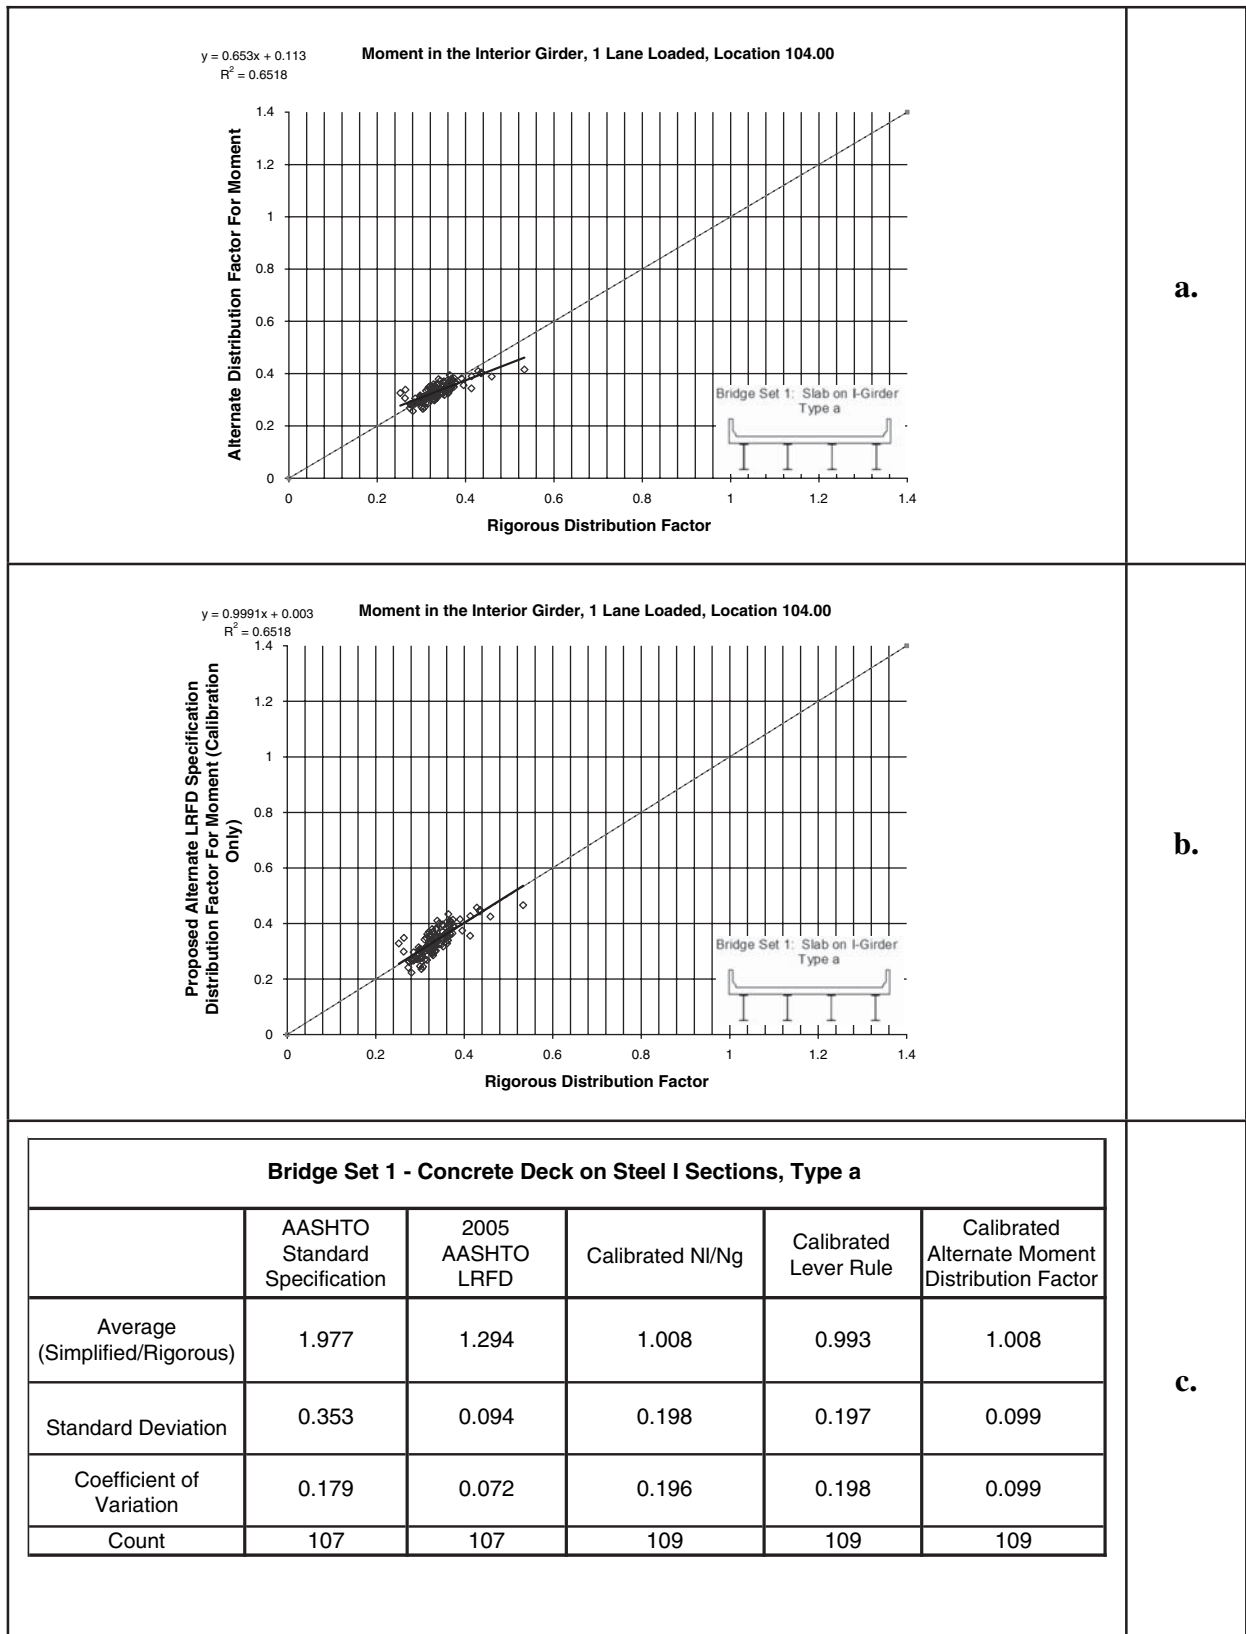 y = 0.653x + 0.113
R2 = 0.6518
Moment in the Interior Girder, 1 Lane Loaded, Location 104.00
Alternate Distribution Factor For Moment
1.4
1.2
1
0.8
0.6
0.4
0.2
0
0 0.2 0.4 0.6 0.8 1 1.2 1.4
Rigorous Distribution Factor
Bridge Set 1: Slab on I-Girder
Type a
a.
y = 0.9991x + 0.003
R2 = 0.6518
Moment in the Interior Girder, 1 Lane Loaded, Location 104.00
Proposed Alternate LRFD Specification
Distribution Factor For Moment (Calibration
Only)
1.4
1.2
1
0.8
0.6
0.4
0.2
0
0 0.2 0.4 0.6 0.8 1 1.2 1.4
Rigorous Distribution Factor
Bridge Set 1: Slab on I-Girder
Type a
b.
Bridge Set 1 - Concrete Deck on Steel I Sections, Type a
AASHTO
Standard
Specification
2005
AASHTO
LRFD
Calibrated Nl/Ng
Calibrated
Lever Rule
Calibrated
Alternate Moment
Distribution Factor
Average
(Simplified/Rigorous)
1.977 1.294 1.008 0.993 1.008
Standard Deviation
0.353 0.094 0.198 0.197 0.099
Coefficient of
Variation
0.179 0.072 0.196 0.198 0.099
Count 107 107 109 109 109
c.